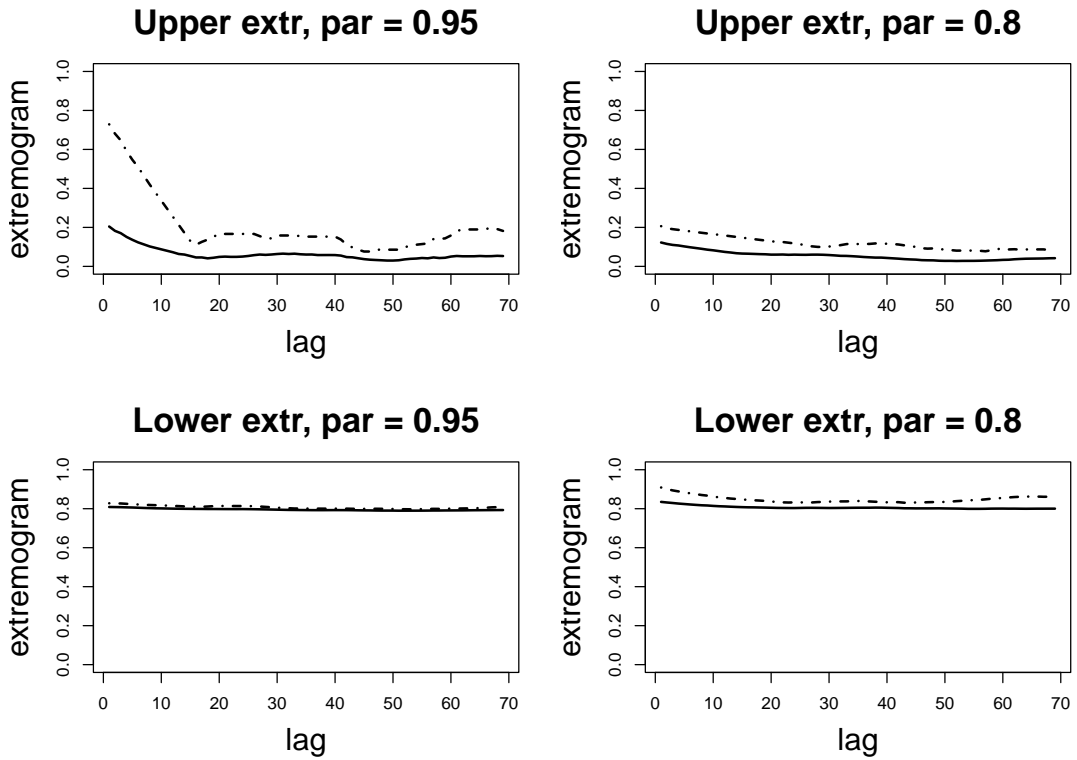 Upper extr, par = 0.95
extremogram
0.0 0.2 0.4 0.6 0.8 1.0
0 10 20 30 40 50 60 70
lag
Upper extr, par = 0.8
extremogram
0.0 0.2 0.4 0.6 0.8 1.0
0 10 20 30 40 50 60 70
lag
Lower extr, par = 0.95
extremogram
0.0 0.2 0.4 0.6 0.8 1.0
0 10 20 30 40 50 60 70
lag
Lower extr, par = 0.8
extremogram
0.0 0.2 0.4 0.6 0.8 1.0
0 10 20 30 40 50 60 70
lag